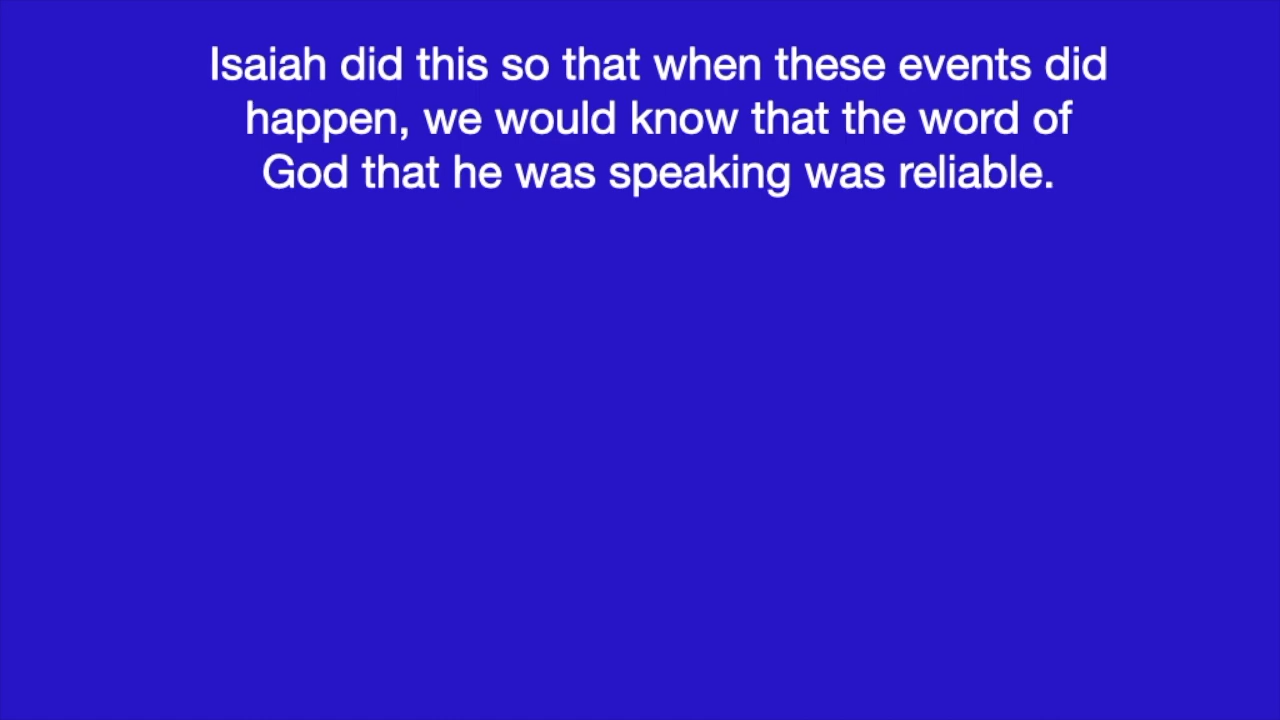 Isaiah did this so that when these events did
happen, we would know that the word of
God that he was speaking was reliable.